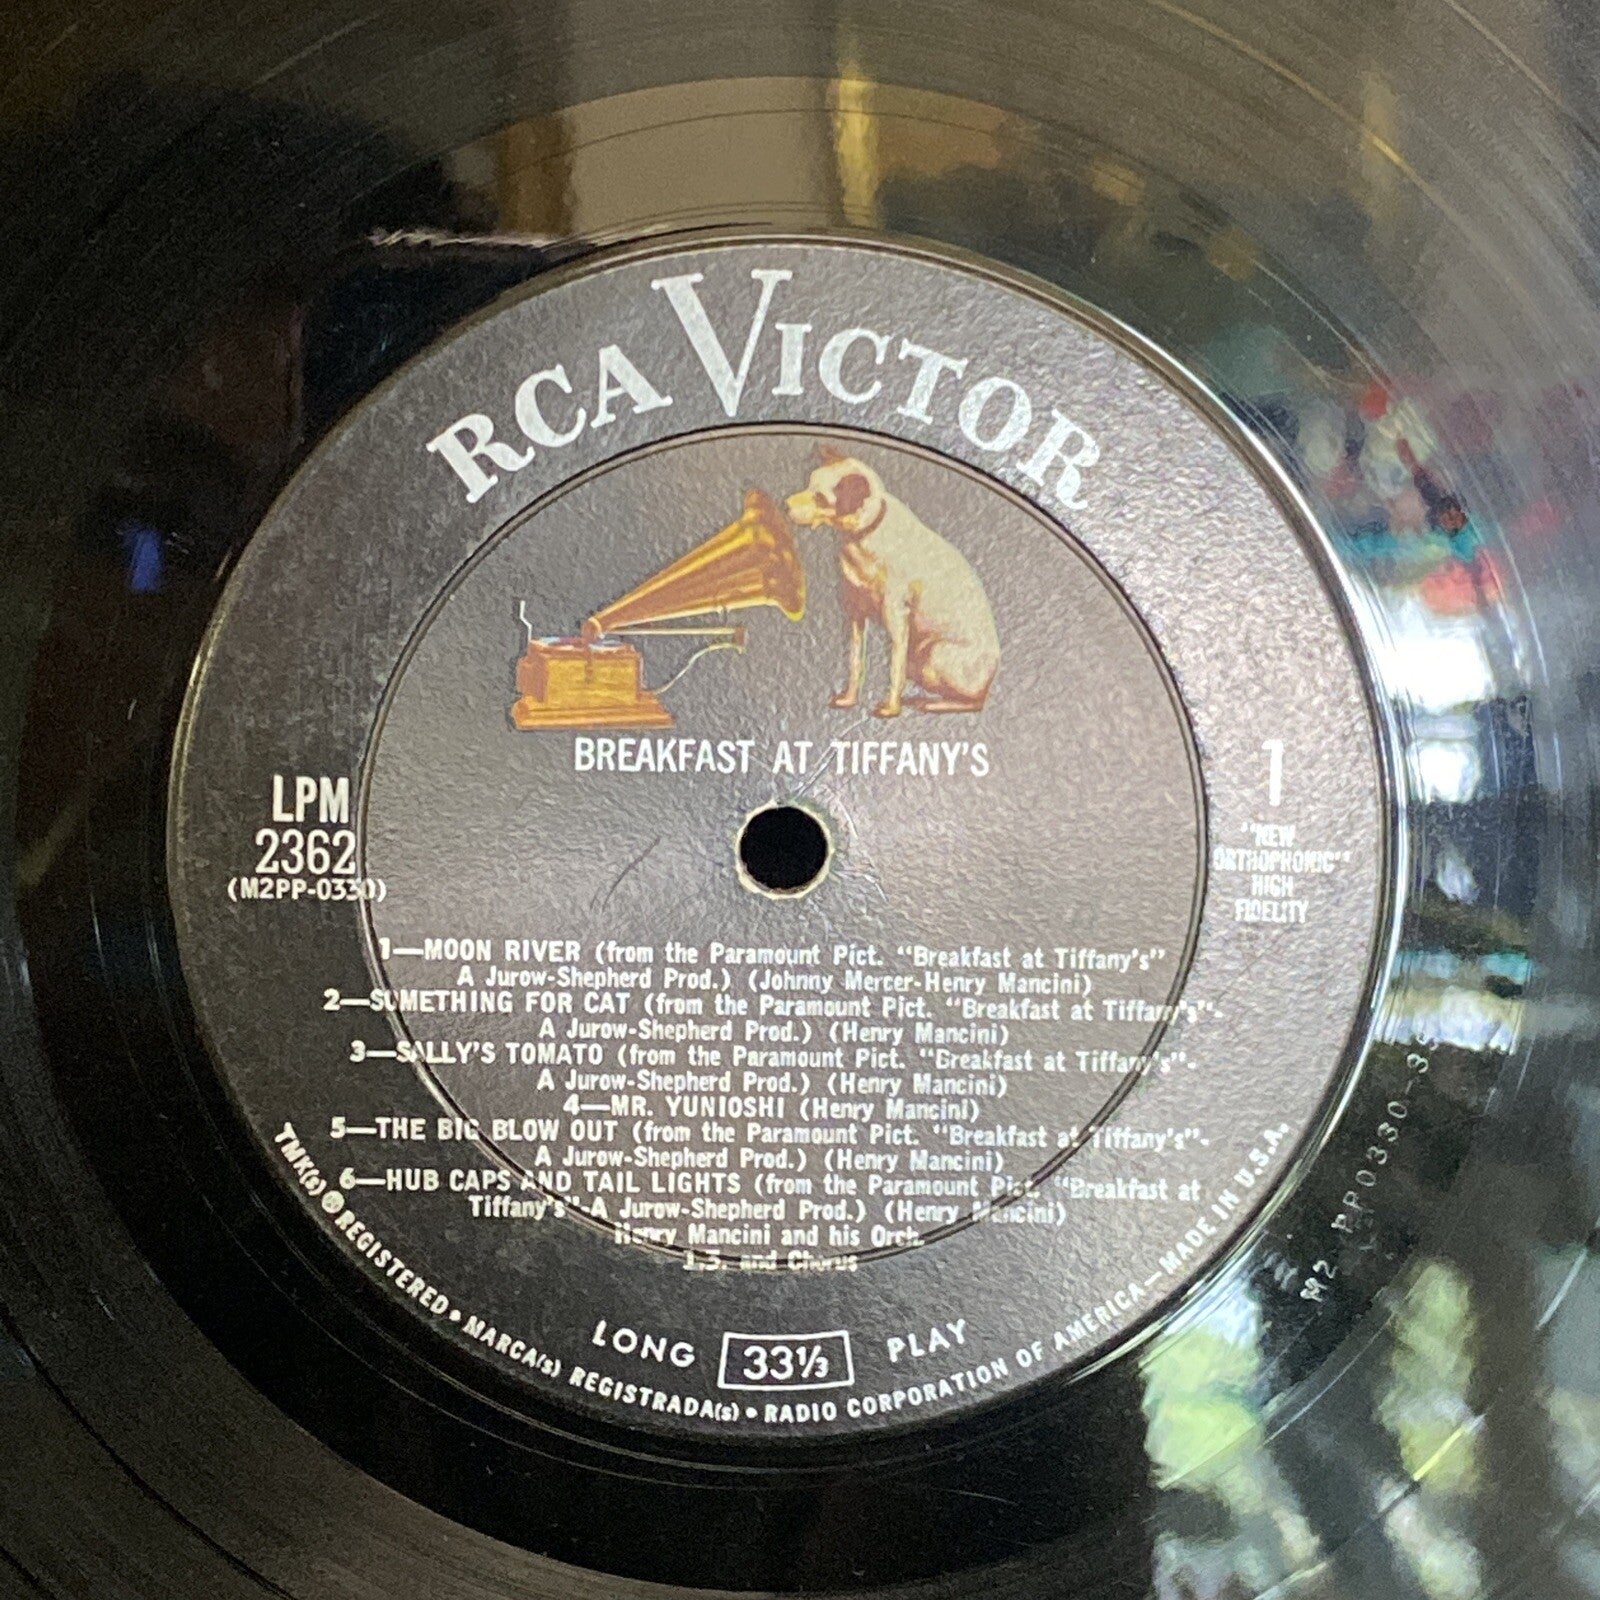 RCA VICTOR
BREAKFAST AT TIFFANY'S
LPM
2362
(M2PP-0330)
1
"NEW
ORTHOPHONIC"
HIGH
FIDELITY
1—MOON RIVER (from the Paramount Pict. "Breakfast at Tiffany's"
A Jurow-Shepherd Prod.) (Johnny Mercer-Henry Mancini)
2—SOMETHING FOR CAT (from the Paramount Pict. "Breakfast at Tiffany's"-
A Jurow-Shepherd Prod.) (Henry Mancini)
3—SALLY'S TOMATO (from the Paramount Pict. "Breakfast at Tiffany's"-
A Jurow-Shepherd Prod.) (Henry Mancini)
4—MR. YUNIOSHI (Henry Mancini)
5—THE BIG BLOW OUT (from the Paramount Pict. "Breakfast at Tiffany's"-
A Jurow-Shepherd Prod.) (Henry Mancini)
6—HUB CAPS AND TAIL LIGHTS (from the Paramount Pict. "Breakfast at
Tiffany's"-A Jurow-Shepherd Prod.) (Henry Mancini)
Henry Mancini and his Orch.
and Chorus
LONG 33⅓ PLAY
TMK(s) ® REGISTERED • MARCA(s) REGISTRADA(s) • RADIO CORPORATION OF AMERICA—MADE IN U.S.A.
M2 PP0330-3